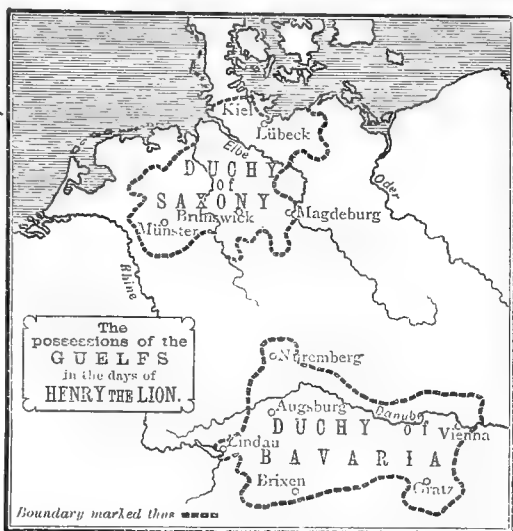 Kiel
Lübeck
Elbe
DUCHY
of
SAXONY
Brunswick
Magdeburg
Münster
Oder
Rhine
The
possessions of the
GUELFS
in the days of
HENRY THE LION.
Nuremberg
Augsburg
Danube
DUCHY of
Vienna
Lindau
BAVARIA
Brixen
Gratz
Boundary marked thus